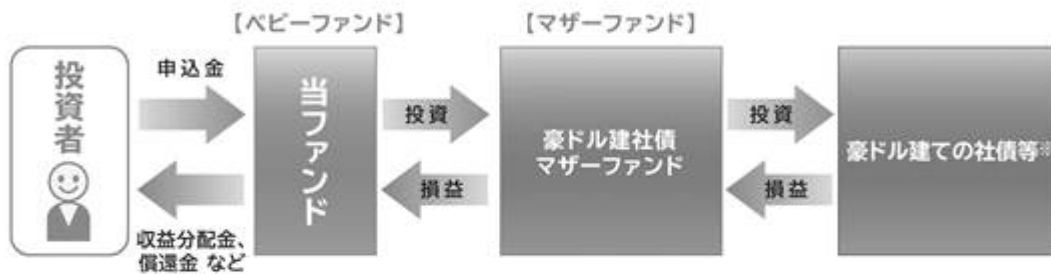 【ベビーファンド】
【マザーファンド】
投資者
申込金
収益分配金、
償還金 など
当ファンド
投資
損益
豪ドル建社債
マザーファンド
投資
損益
豪ドル建ての社債等※